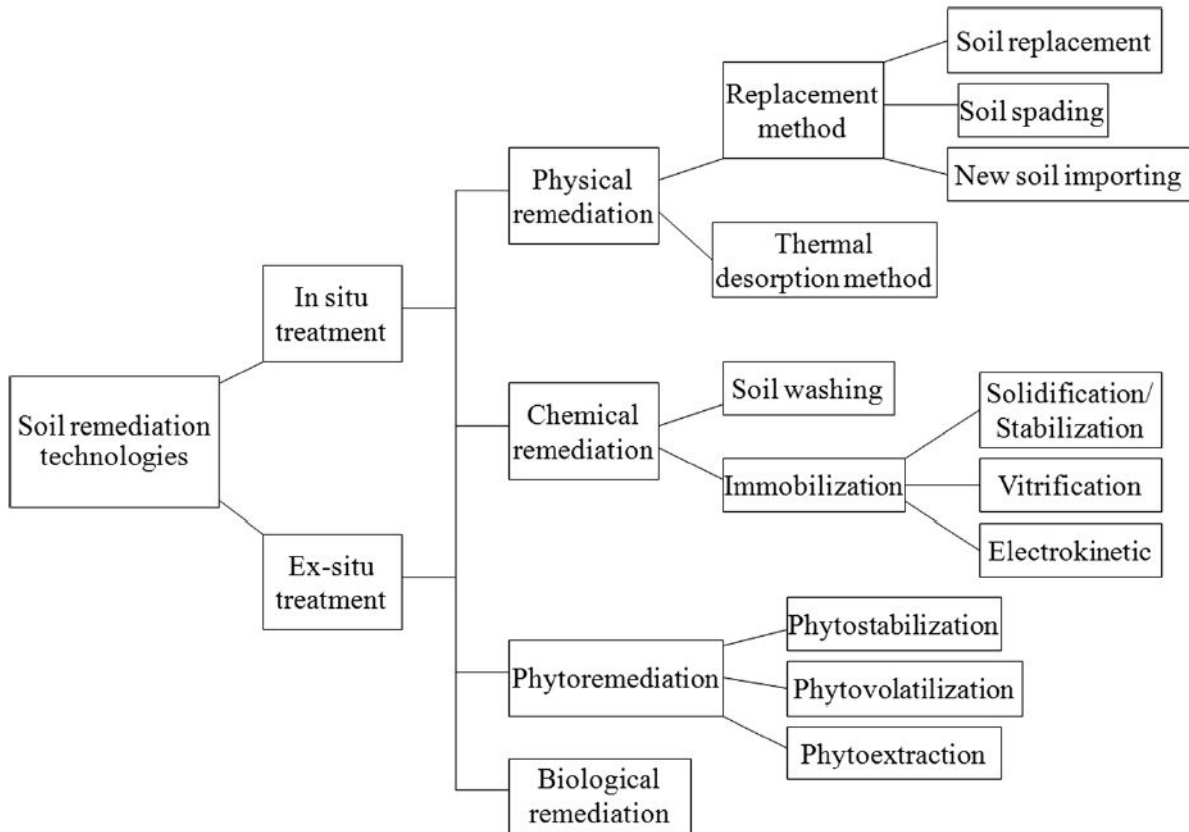 Soil remediation
technologies
In situ
treatment
Ex-situ
treatment
Physical
remediation
Replacement
method
Soil replacement
Soil spading
New soil importing
Thermal
desorption method
Chemical
remediation
Soil washing
Immobilization
Solidification/
Stabilization
Vitrification
Electrokinetic
Phytoremediation
Phytostabilization
Phytovolatilization
Phytoextraction
Biological
remediation